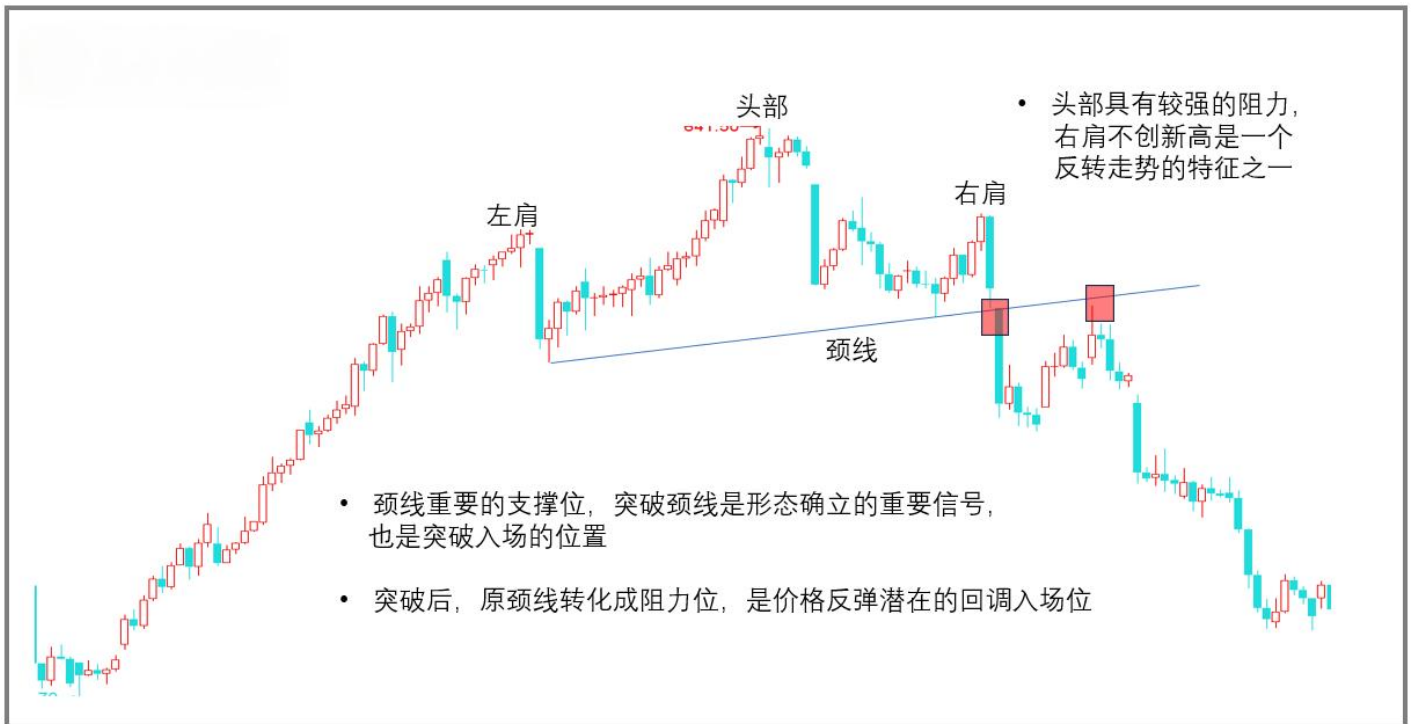 头部
641.50
• 头部具有较强的阻力，
右肩不创新高是一个
反转走势的特征之一
左肩
右肩
颈线
• 颈线重要的支撑位，突破颈线是形态确立的重要信号，
也是突破入场的位置
• 突破后，原颈线转化成阻力位，是价格反弹潜在的回调入场位